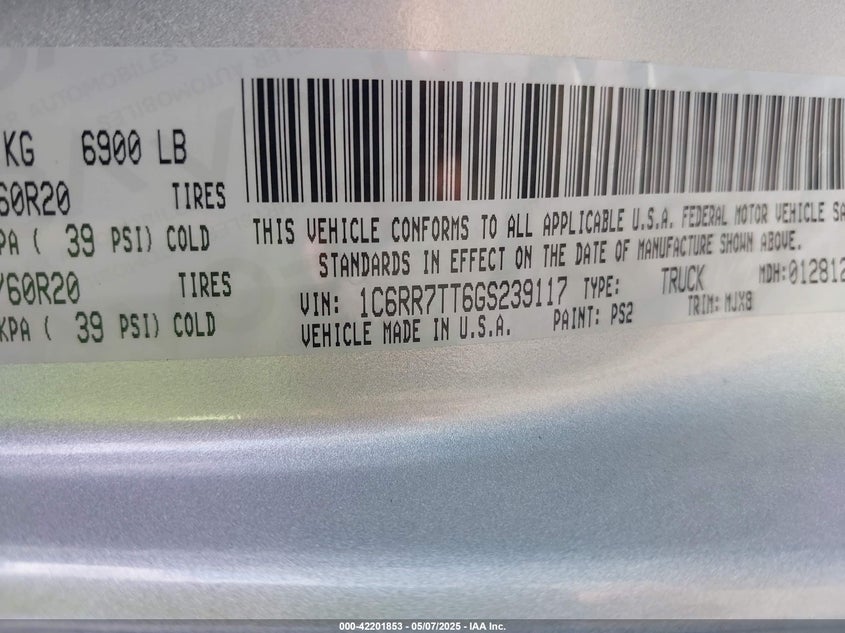 KG 6900 LB
60R20 TIRES
PA ( 39 PSI) COLD
/60R20 TIRES
KPA ( 39 PSI) COLD
THIS VEHICLE CONFORMS TO ALL APPLICABLE U.S.A. FEDERAL MOTOR VEHICLE SA
STANDARDS IN EFFECT ON THE DATE OF MANUFACTURE SHOWN ABOVE.
VIN: 1C6RR7TT6GS239117 TYPE: TRUCK MDH:012812
VEHICLE MADE IN U.S.A. PAINT: PS2 TRIM: MJX8
AUTOMOBILES
000-42201853 - 05/07/2025 - IAA Inc.